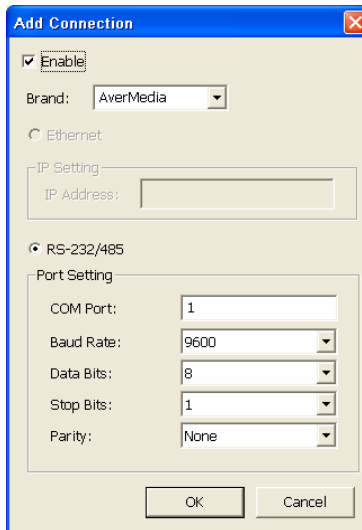 Add Connection
Enable
Brand: AverMedia
Ethernet
IP Setting
IP Address:
RS-232/485
Port Setting
COM Port: 1
Baud Rate: 9600
Data Bits: 8
Stop Bits: 1
Parity: None
OK Cancel